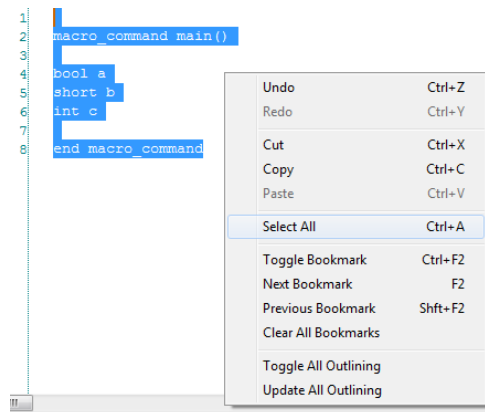 1
2 macro_command main()
3
4 bool a
5 short b
6 int c
7
8 end macro_command
Undo Ctrl+Z
Redo Ctrl+Y
Cut Ctrl+X
Copy Ctrl+C
Paste Ctrl+V
Select All Ctrl+A
Toggle Bookmark Ctrl+F2
Next Bookmark F2
Previous Bookmark Shft+F2
Clear All Bookmarks
Toggle All Outlining
Update All Outlining